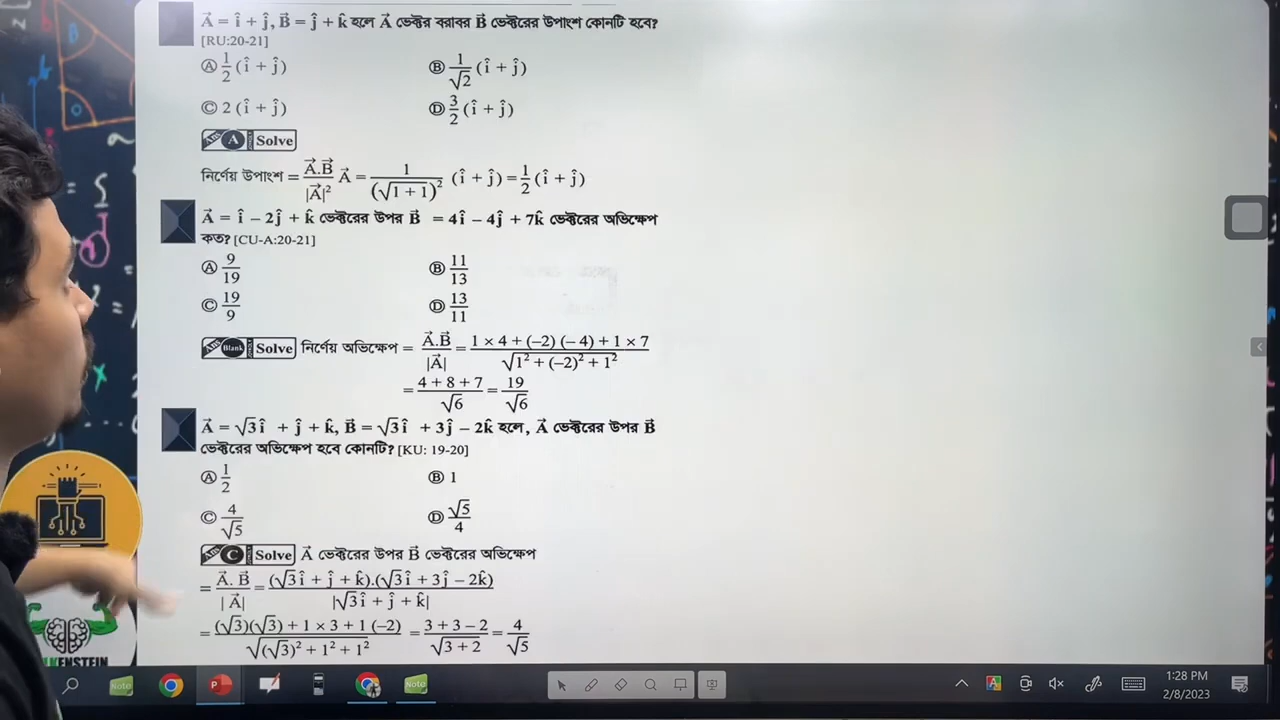 A⃗ = î + ĵ, B⃗ = ĵ + k̂ হলে A⃗ ভেক্টর বরাবর B⃗ ভেক্টরের উপাংশ কোনটি হবে?
[RU:20-21]
Ⓐ 1/2 (î + ĵ) Ⓑ 1/√2 (î + ĵ)
Ⓒ 2 (î + ĵ) Ⓓ 3/2 (î + ĵ)
Ans A Solve
নির্ণেয় উপাংশ = A⃗.B⃗/|A⃗|² A⃗ = 1/(√1 + 1)² (î + ĵ) = 1/2 (î + ĵ)
A⃗ = î − 2ĵ + k̂ ভেক্টরের উপর B⃗ = 4î − 4ĵ + 7k̂ ভেক্টরের অভিক্ষেপ
কত? [CU-A:20-21]
Ⓐ 9/19 Ⓑ 11/13
Ⓒ 19/9 Ⓓ 13/11
Ans Blank Solve নির্ণেয় অভিক্ষেপ = A⃗.B⃗/|A⃗| = 1 × 4 + (−2) (− 4) + 1 × 7/√1² + (−2)² + 1²
= 4 + 8 + 7/√6 = 19/√6
A⃗ = √3î + ĵ + k̂, B⃗ = √3î + 3ĵ − 2k̂ হলে, A⃗ ভেক্টরের উপর B⃗
ভেক্টরের অভিক্ষেপ হবে কোনটি? [KU: 19-20]
Ⓐ 1/2 Ⓑ 1
Ⓒ 4/√5 Ⓓ √5/4
Ans C Solve A⃗ ভেক্টরের উপর B⃗ ভেক্টরের অভিক্ষেপ
= A⃗. B⃗/| A⃗| = (√3î + ĵ + k̂).(√3î + 3ĵ − 2k̂)/|√3î + ĵ + k̂|
= (√3)(√3) + 1 × 3 + 1 (−2)/√(√3)² + 1² + 1² = 3 + 3 − 2/√3 + 2 = 4/√5
Note
Note
1:28 PM
2/8/2023